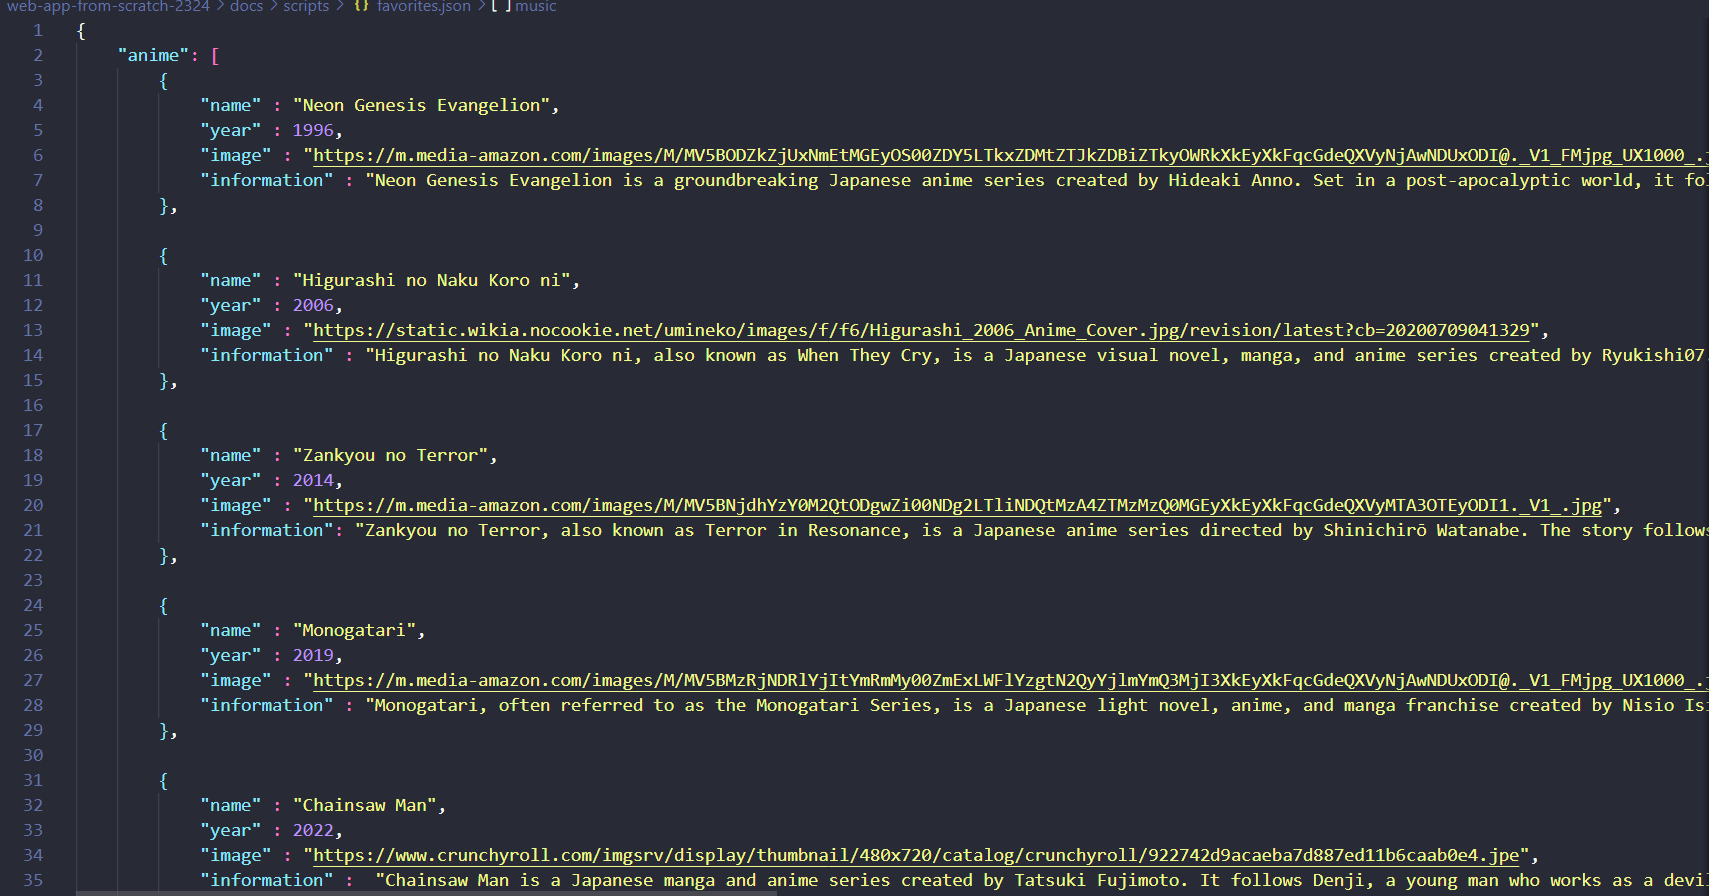 web-app-from-scratch-2324 > docs > scripts > {} favorites.json > [ ] music
1 {
2 "anime": [
3 {
4 "name" : "Neon Genesis Evangelion",
5 "year" : 1996,
6 "image" : "https://m.media-amazon.com/images/M/MV5BODZkZjUxNmEtMGEyOS00ZDY5LTkxZDMtZTJkZDBiZTkyOWRkXkEyXkFqcGdeQXVyNjAwNDUxODI@._V1_FMjpg_UX1000_.j
7 "information" : "Neon Genesis Evangelion is a groundbreaking Japanese anime series created by Hideaki Anno. Set in a post-apocalyptic world, it fol
8 },
9
10 {
11 "name" : "Higurashi no Naku Koro ni",
12 "year" : 2006,
13 "image" : "https://static.wikia.nocookie.net/umineko/images/f/f6/Higurashi_2006_Anime_Cover.jpg/revision/latest?cb=20200709041329",
14 "information" : "Higurashi no Naku Koro ni, also known as When They Cry, is a Japanese visual novel, manga, and anime series created by Ryukishi07.
15 },
16
17 {
18 "name" : "Zankyou no Terror",
19 "year" : 2014,
20 "image" : "https://m.media-amazon.com/images/M/MV5BNjdhYzY0M2QtODgwZi00NDg2LTliNDQtMzA4ZTMzMzQ0MGEyXkEyXkFqcGdeQXVyMTA3OTEyODI1._V1_.jpg",
21 "information": "Zankyou no Terror, also known as Terror in Resonance, is a Japanese anime series directed by Shinichirō Watanabe. The story follows
22 },
23
24 {
25 "name" : "Monogatari",
26 "year" : 2019,
27 "image" : "https://m.media-amazon.com/images/M/MV5BMzRjNDRlYjItYmRmMy00ZmExLWFlYzgtN2QyYjlmYmQ3MjI3XkEyXkFqcGdeQXVyNjAwNDUxODI@._V1_FMjpg_UX1000_.j
28 "information" : "Monogatari, often referred to as the Monogatari Series, is a Japanese light novel, anime, and manga franchise created by Nisio Isi
29 },
30
31 {
32 "name" : "Chainsaw Man",
33 "year" : 2022,
34 "image" : "https://www.crunchyroll.com/imgsrv/display/thumbnail/480x720/catalog/crunchyroll/922742d9acaeba7d887ed11b6caab0e4.jpe",
35 "information" : "Chainsaw Man is a Japanese manga and anime series created by Tatsuki Fujimoto. It follows Denji, a young man who works as a devil